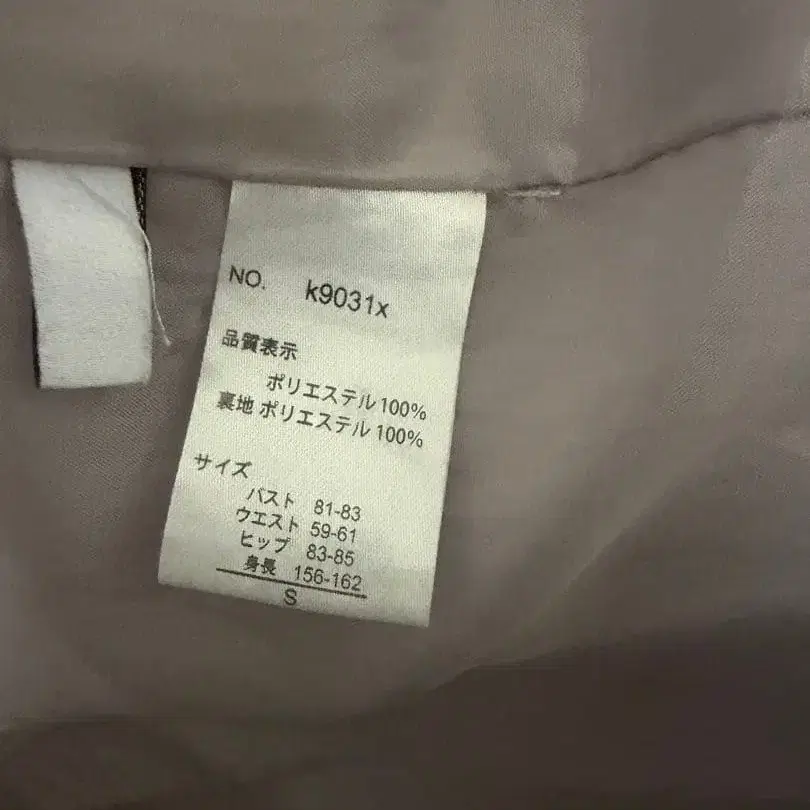 NO. k9031x
品質表示
ポリエステル100%
裏地 ポリエステル100%
サイズ
バスト 81-83
ウエスト 59-61
ヒップ 83-85
身長 156-162
S